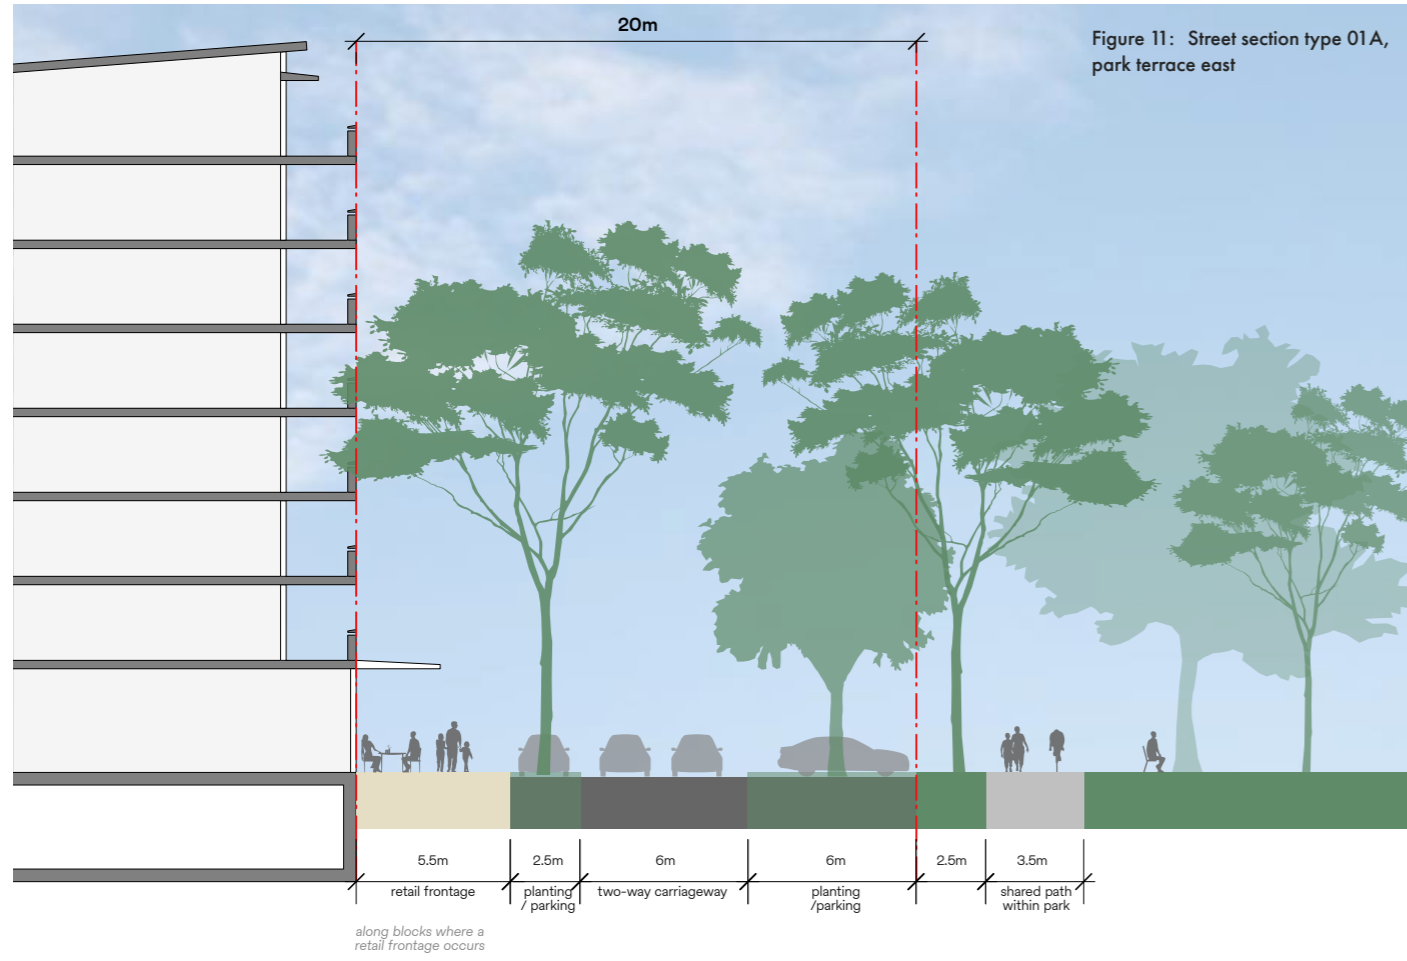 20m
Figure 11: Street section type 01A,
park terrace east
5.5m
2.5m
6m
6m
2.5m
3.5m
retail frontage
planting
/ parking
two-way carriageway
planting
/parking
shared path
within park
along blocks where a
retail frontage occurs